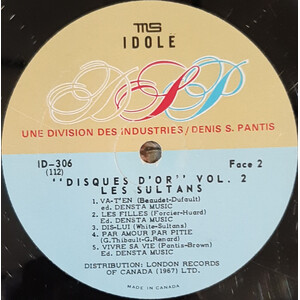 MS
IDOLE
DSP
UNE DIVISION DES INDUSTRIES/DENIS S. PANTIS
ID-306
Face 2
(112)
"DISQUES D'OR" VOL. 2
LES SULTANS
1. VA-T'EN (Beaudet-Dufault)
ed. DENSTA MUSIC
2. LES FILLES (Forcier-Huard)
Ed. DENSTA MUSIC
3. DIS-LUI (White-Sultans)
4. PAR AMOUR PAR PITIE
(G.Thibault-G.Renard)
5. VIVRE SA VIE (Pantis-Brown)
Ed. DENSTA MUSIC
DISTRIBUTION: LONDON RECORDS
OF CANADA (1967) LTD.
MADE IN CANADA